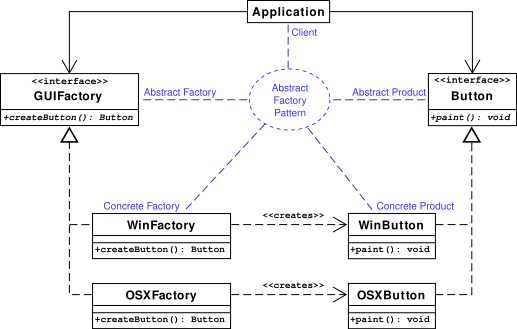 Application
Client
<<interface>>
GUIFactory
+createButton(): Button
Abstract Factory
Abstract
Factory
Pattern
Abstract Product
<<interface>>
Button
+paint(): void
Concrete Factory
Concrete Product
WinFactory
+createButton(): Button
<<creates>>
WinButton
+paint(): void
OSXFactory
+createButton(): Button
<<creates>>
OSXButton
+paint(): void